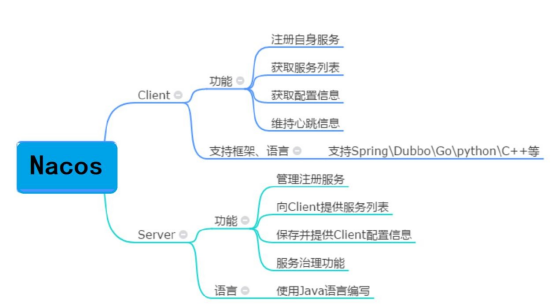 Nacos
Client
功能
注册自身服务
获取服务列表
获取配置信息
维持心跳信息
支持框架、语言
支持Spring\Dubbo\Go\python\C++等
Server
功能
管理注册服务
向Client提供服务列表
保存并提供Client配置信息
服务治理功能
语言
使用Java语言编写